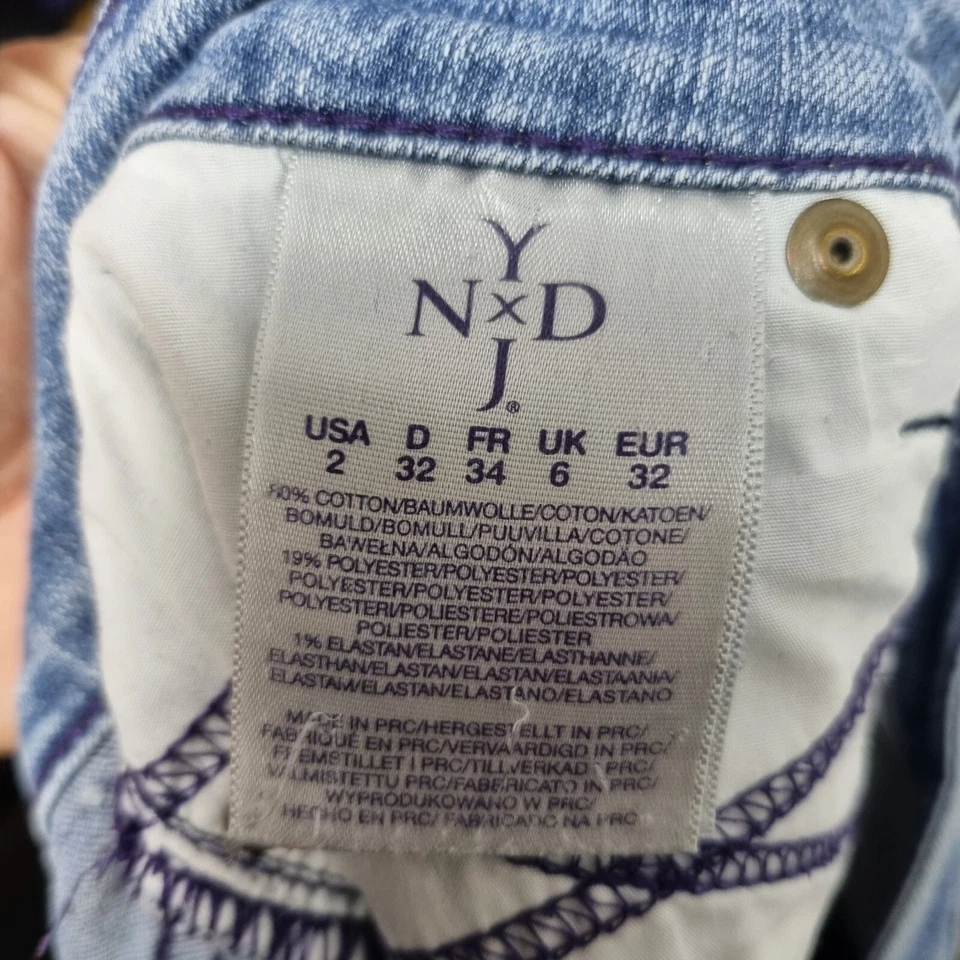 Y
N x D
J®
USA D FR UK EUR
2 32 34 6 32
80% COTTON/BAUMWOLLE/COTON/KATOEN/
BOMULD/BOMULL/PUUVILLA/COTONE/
BAWEŁNA/ALGODÓN/ALGODÃO
19% POLYESTER/POLYESTER/POLYESTER/
POLYESTER/POLYESTER/POLYESTER/
POLYESTERI/POLIESTERE/POLIESTROWA/
POLIESTER/POLIESTER
1% ELASTAN/ELASTANE/ELASTHANNE/
ELASTHAN/ELASTAN/ELASTAN/ELASTAANIA/
ELASTAM/ELASTAN/ELASTANO/ELASTANO
MADE IN PRC/HERGESTELLT IN PRC/
FABRIQUÉ EN PRC/VERVAARDIGD IN PRC/
FREMSTILLET I PRC/TILLVERKAD I PRC/
VALMISTETTU PRC/FABBRICATO IN PRC/
WYPRODUKOWANO W PRC/
HECHO EN PRC/ FABRICADO NA PRC